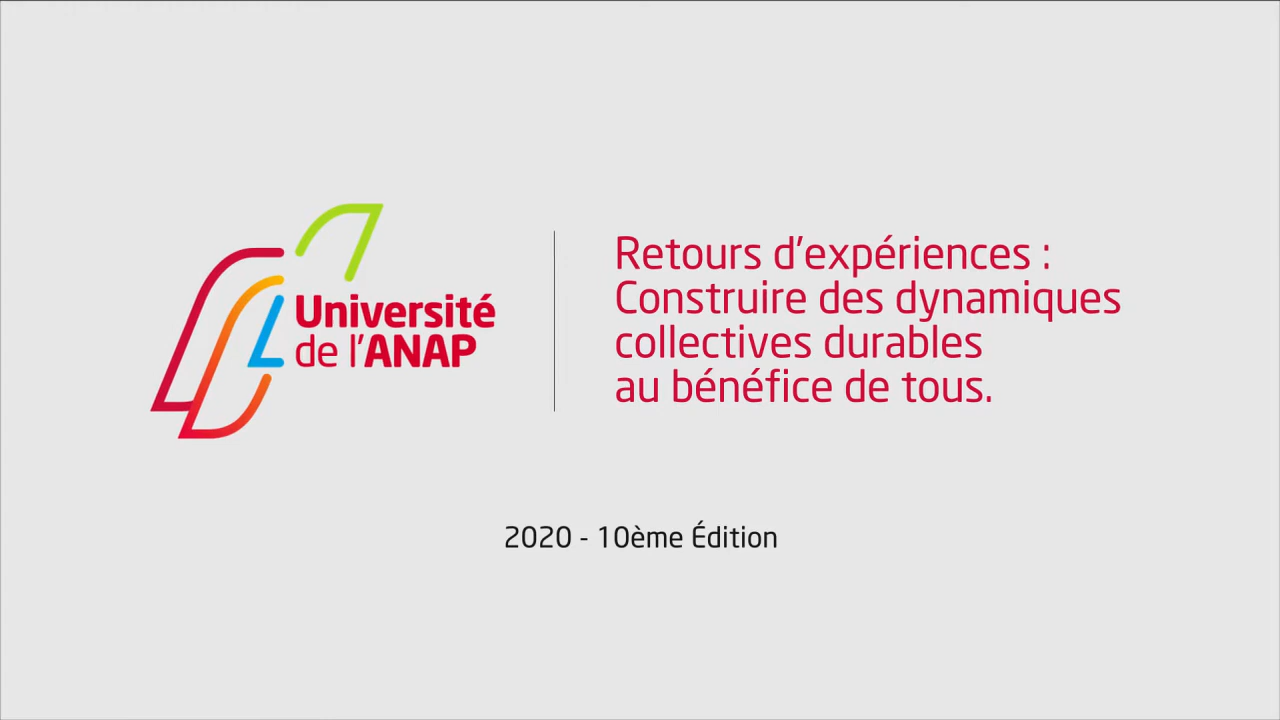 Université
de l'ANAP
Retours d'expériences :
Construire des dynamiques
collectives durables
au bénéfice de tous.
2020 - 10ème Édition